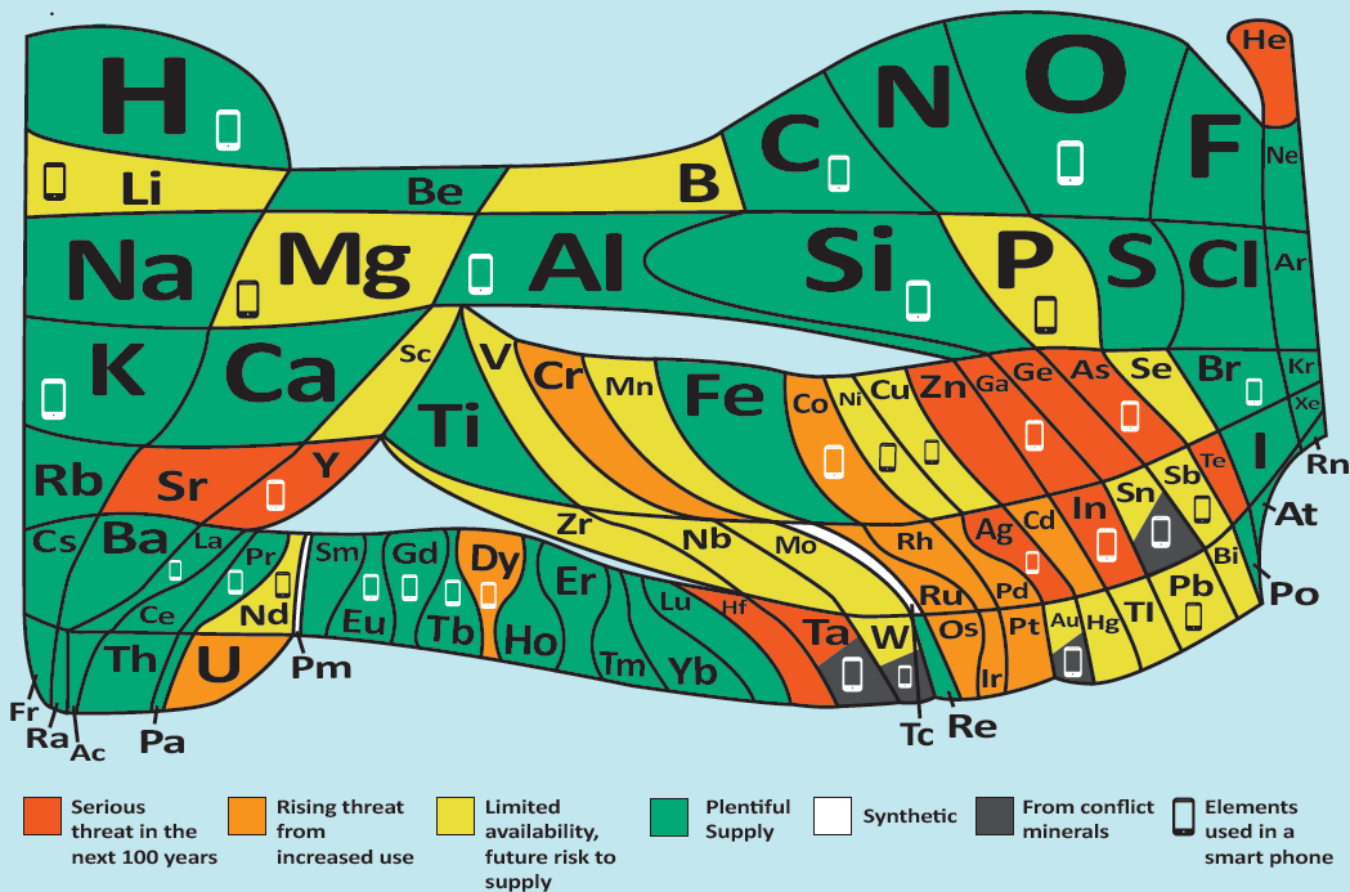 H
C
N
O
F
He
Ne
Li
Be
B
Na
Mg
Al
Si
P
S
Cl
Ar
K
Ca
Sc
Ti
V
Cr
Mn
Fe
Co
Ni
Cu
Zn
Ga
Ge
As
Se
Br
Kr
Rb
Sr
Y
Zr
Nb
Mo
Rh
Ru
Ag
Pd
Cd
In
Sn
Sb
Te
I
Xe
Rn
At
Po
Cs
Ba
La
Ce
Pr
Nd
Sm
Eu
Gd
Tb
Dy
Ho
Er
Tm
Yb
Lu
Hf
Ta
W
Os
Ir
Pt
Au
Hg
Tl
Pb
Bi
Th
U
Pm
Fr
Ra
Ac
Pa
Tc
Re
Serious
threat in the
next 100 years
Rising threat
from
increased use
Limited
availability,
future risk to
supply
Plentiful
Supply
Synthetic
From conflict
minerals
Elements
used in a
smart phone